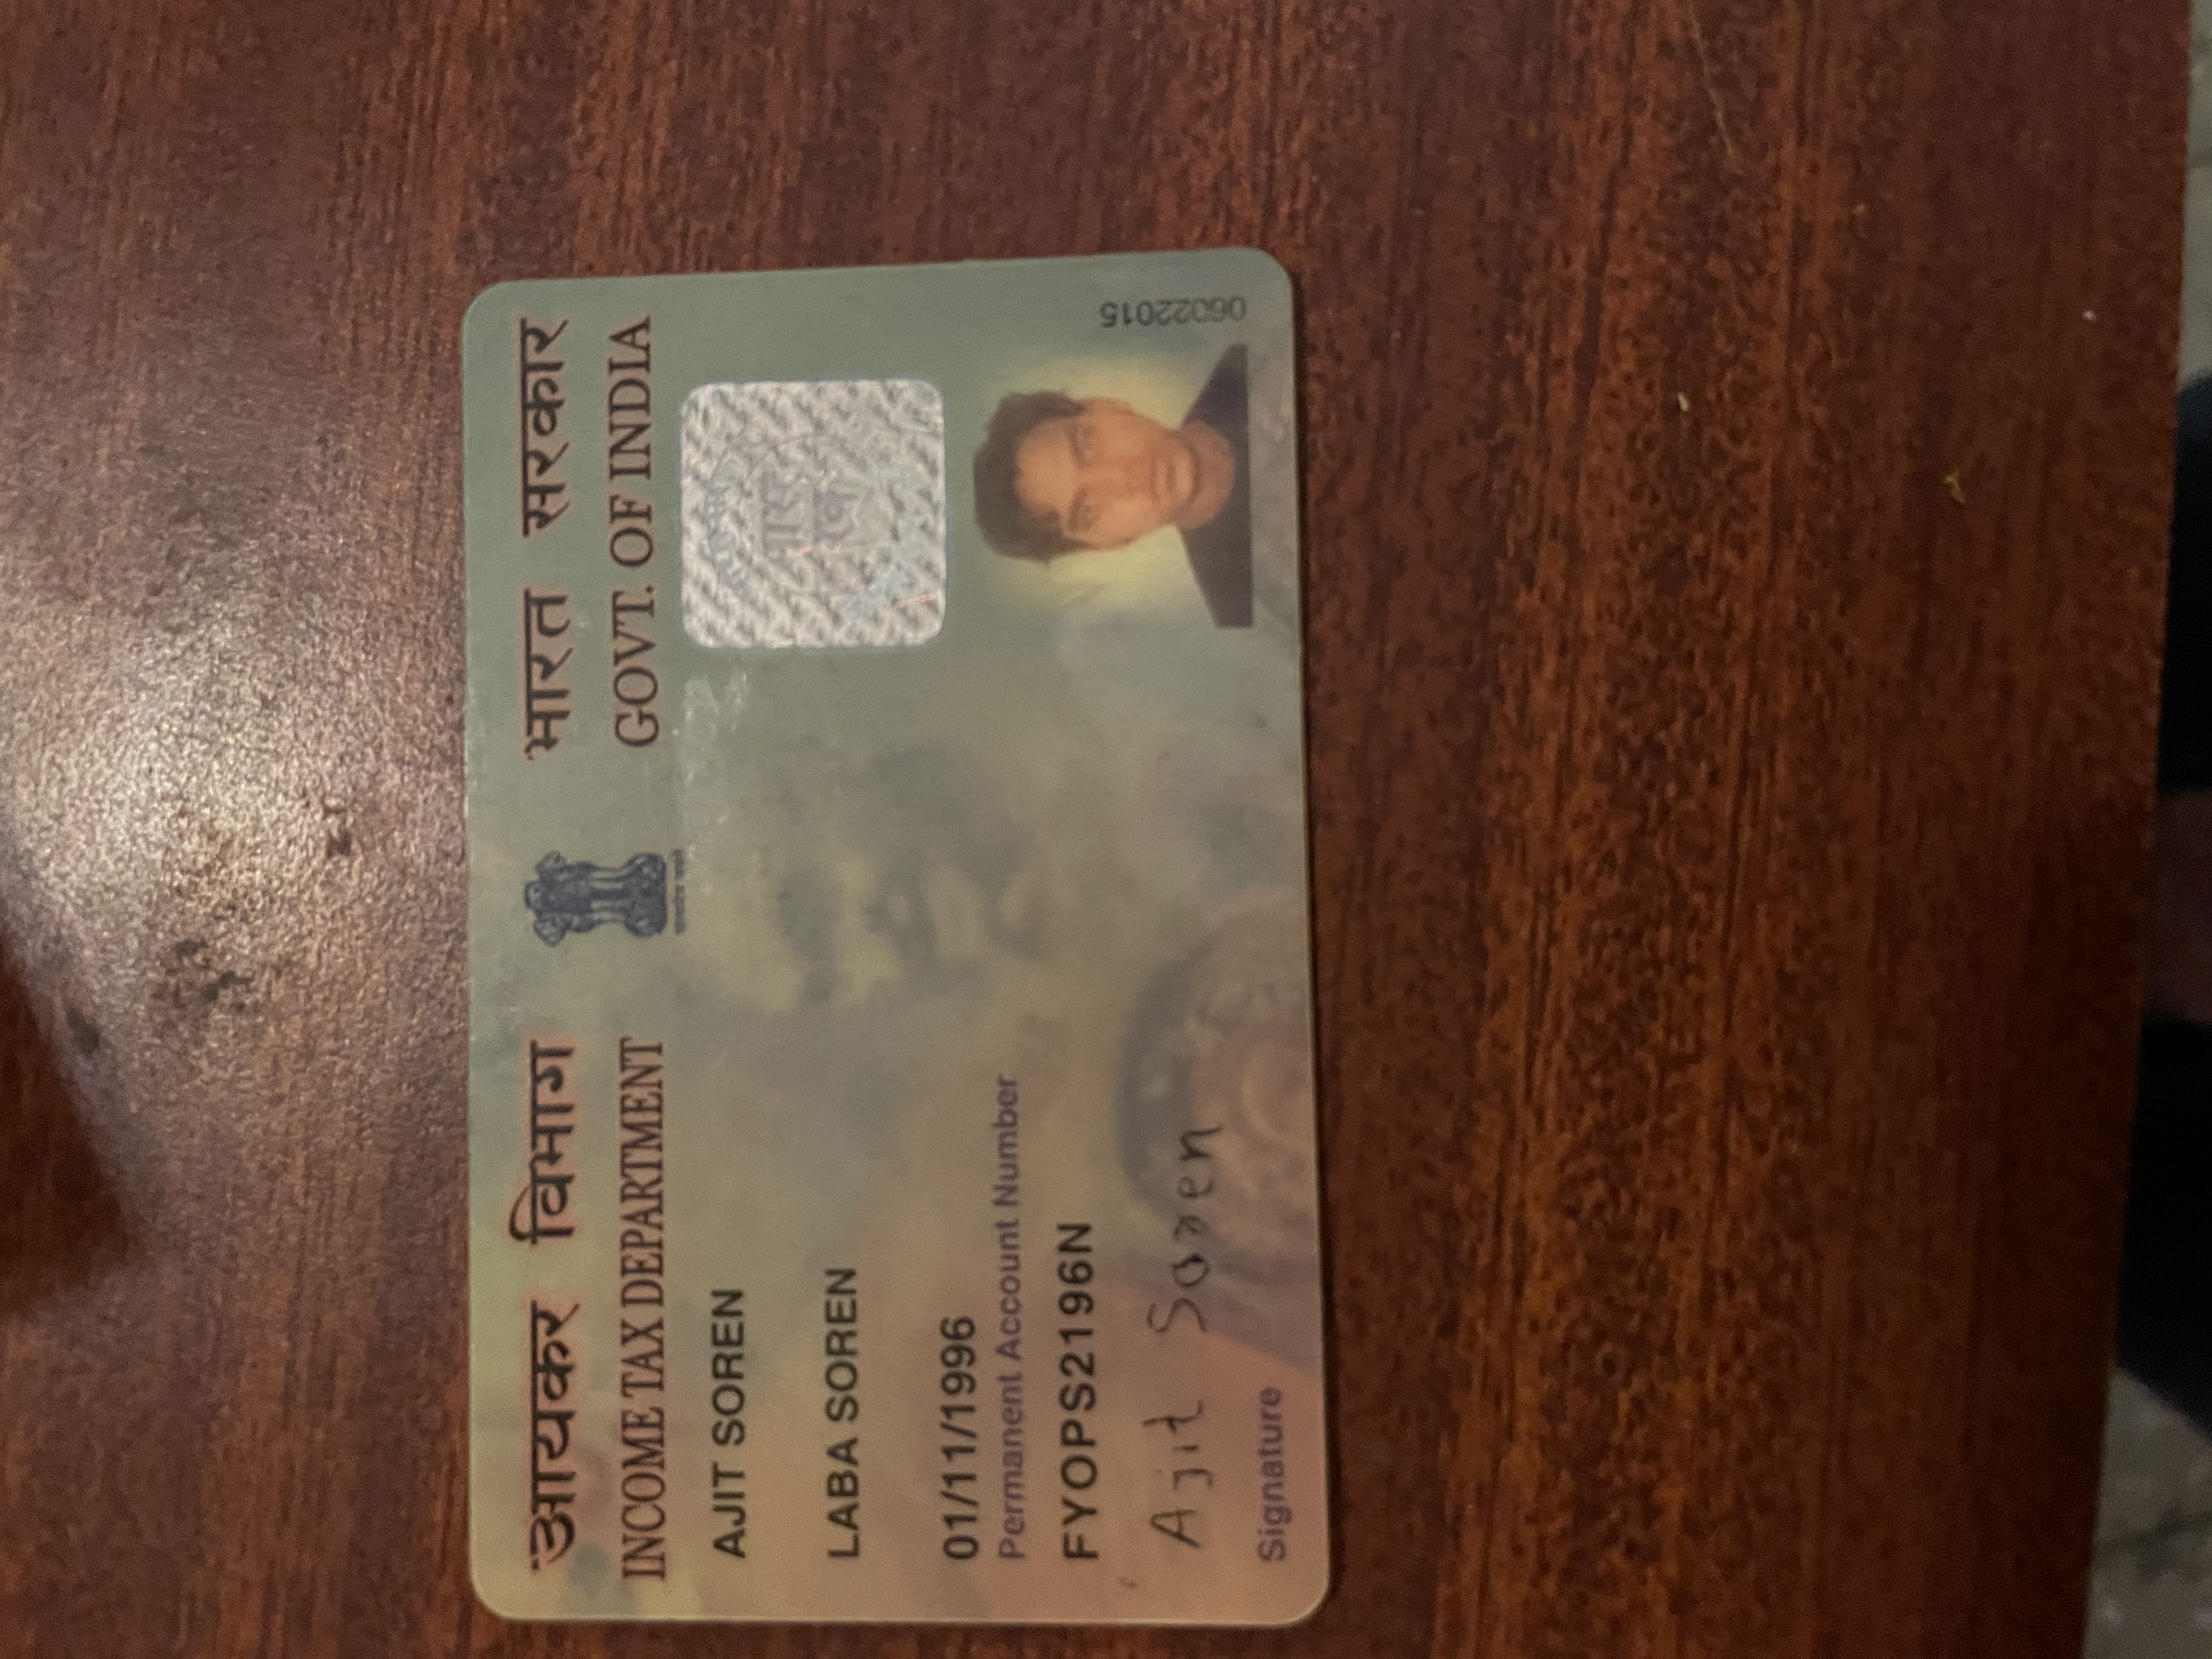 आयकर विभाग
INCOME TAX DEPARTMENT
भारत सरकार
GOVT. OF INDIA
सत्यमेव जयते
AJIT SOREN
LABA SOREN
01/11/1996
Permanent Account Number
FYOPS2196N
Ajit Soren
Signature
06022015